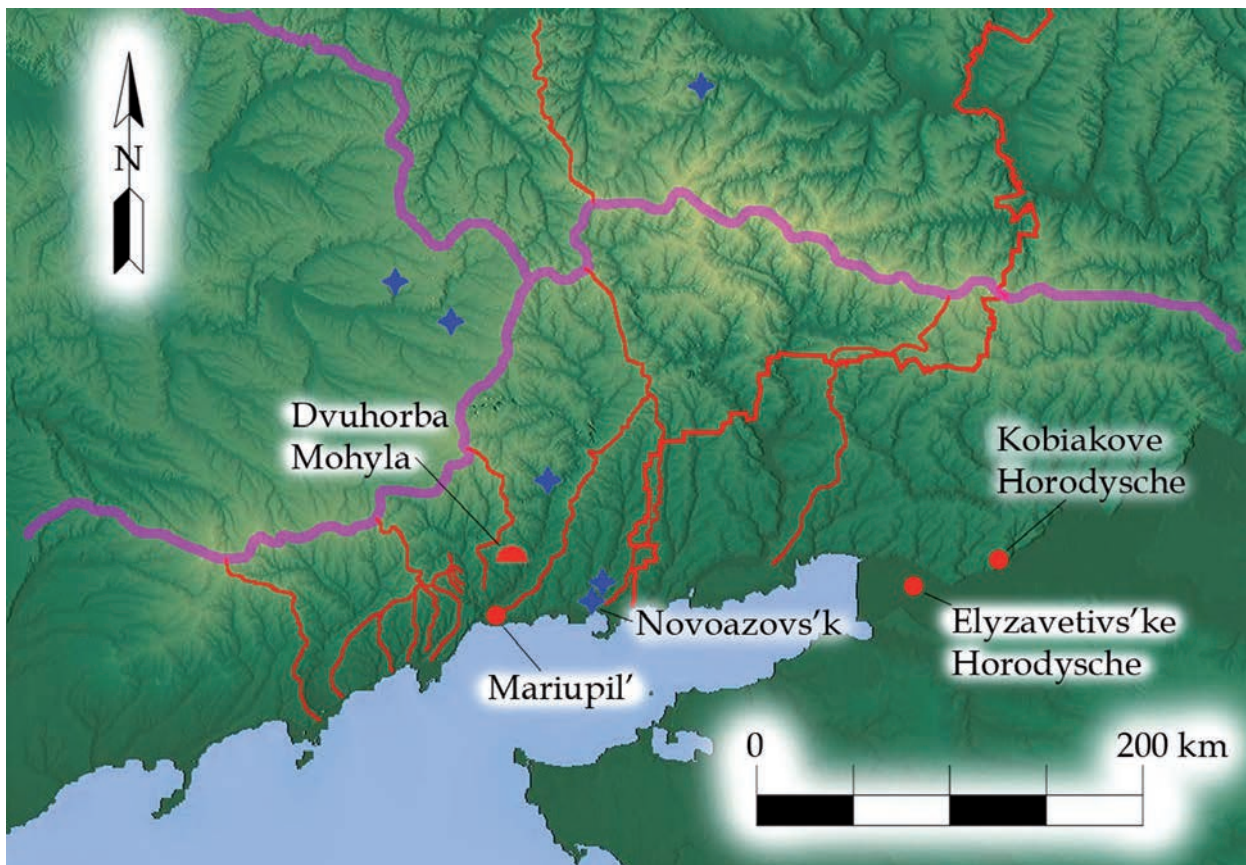 N
Dvuhorba
Mohyla
Kobiakove
Horodysche
Novoazovs'k
Elyzavetivs'ke
Horodysche
Mariupil’
0
200 km